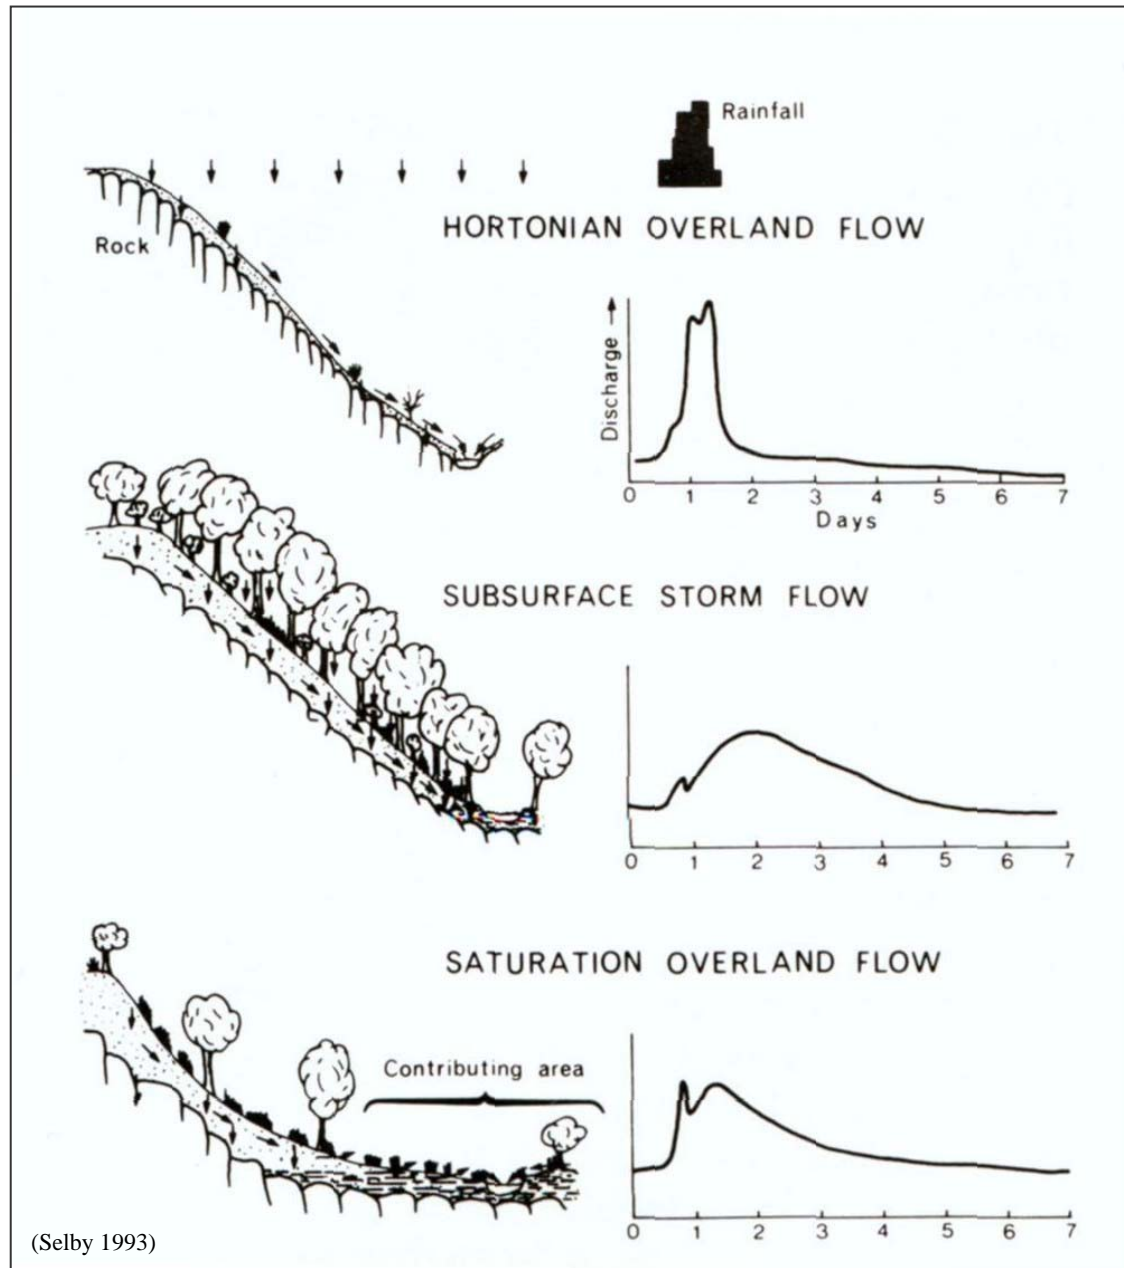 Rainfall
HORTONIAN OVERLAND FLOW
Rock
Discharge
0 1 2 3 4 5 6 7
Days
SUBSURFACE STORM FLOW
0 1 2 3 4 5 6 7
SATURATION OVERLAND FLOW
Contributing area
0 1 2 3 4 5 6 7
(Selby 1993)